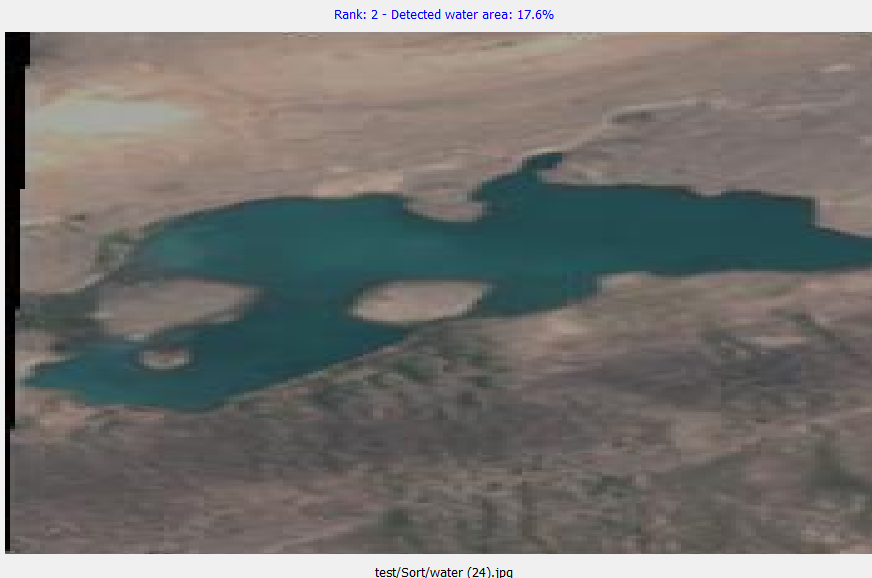 Rank: 2 - Detected water area: 17.6%
test/Sort/water (24).jpg